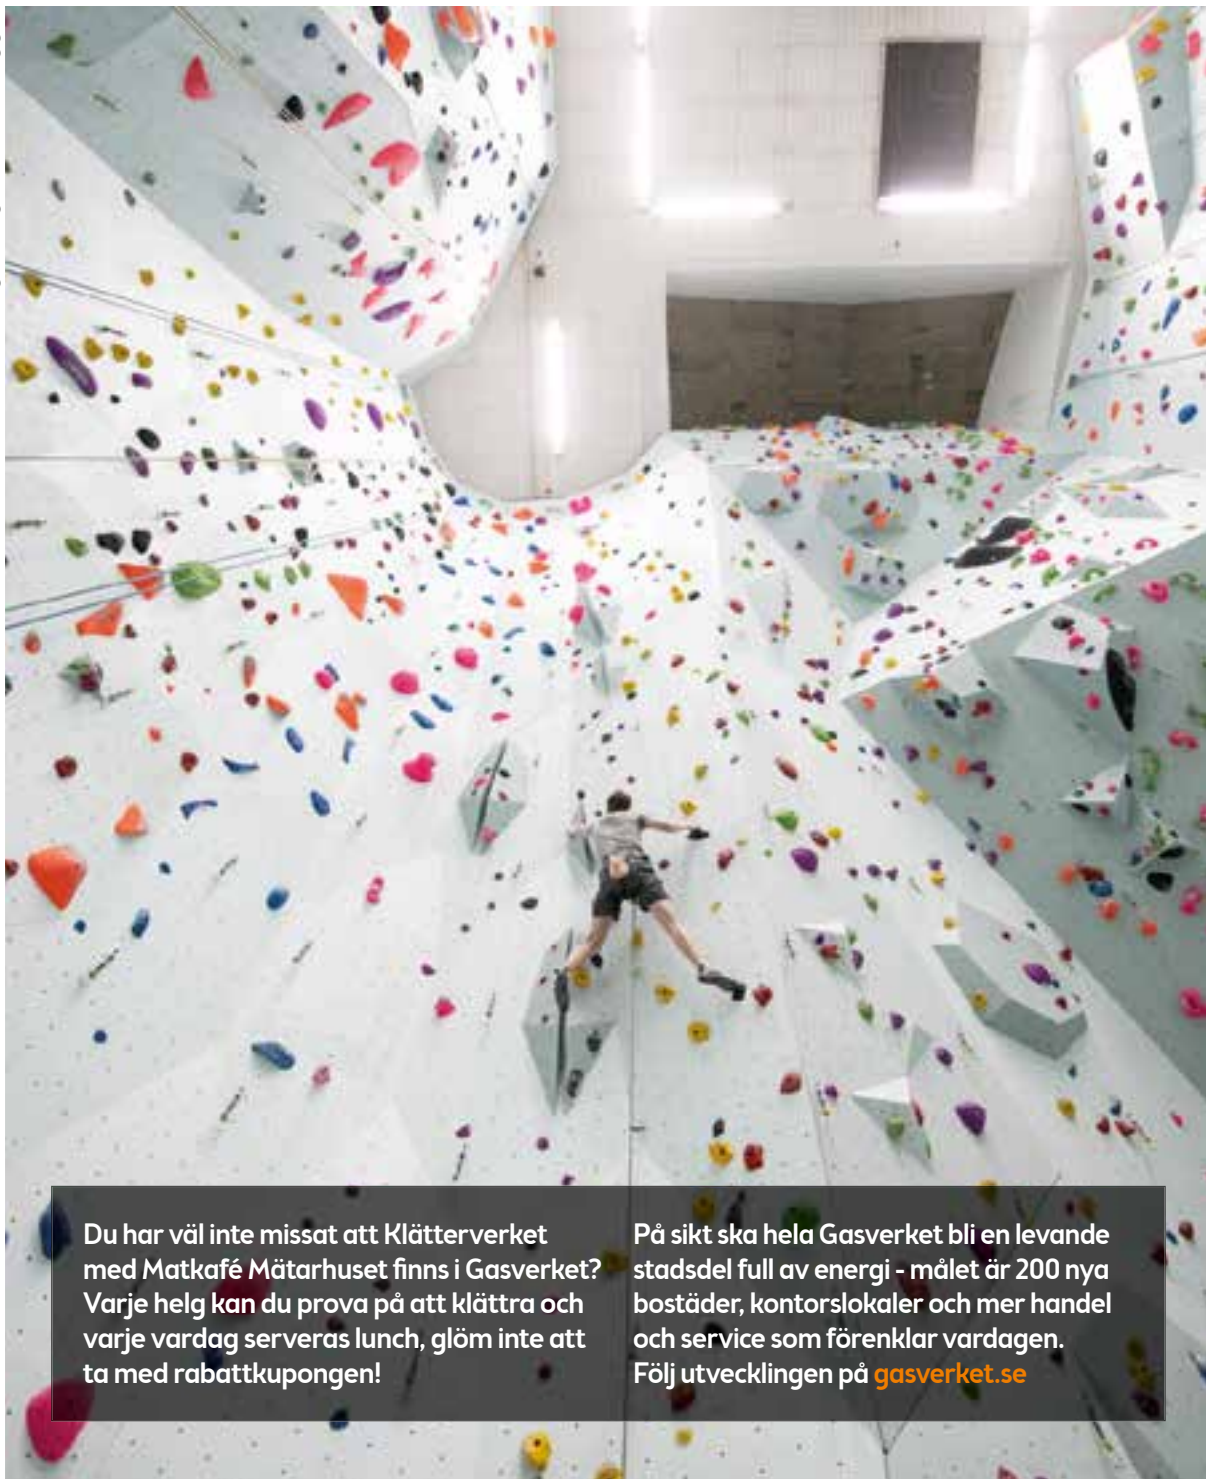 Du har väl inte missat att Klätterverket
med Matkafé Mätarhuset finns i Gasverket?
Varje helg kan du prova på att klättra och
varje vardag serveras lunch, glöm inte att
ta med rabattkupongen!
På sikt ska hela Gasverket bli en levande
stadsdel full av energi - målet är 200 nya
bostäder, kontorslokaler och mer handel
och service som förenklar vardagen.
Följ utvecklingen på gasverket.se